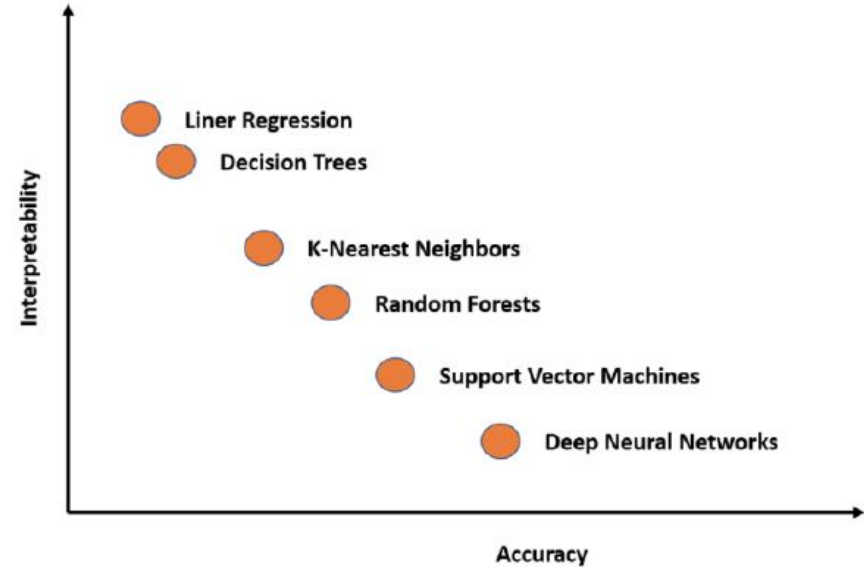 Interpretability
Liner Regression
Decision Trees
K-Nearest Neighbors
Random Forests
Support Vector Machines
Deep Neural Networks
Accuracy